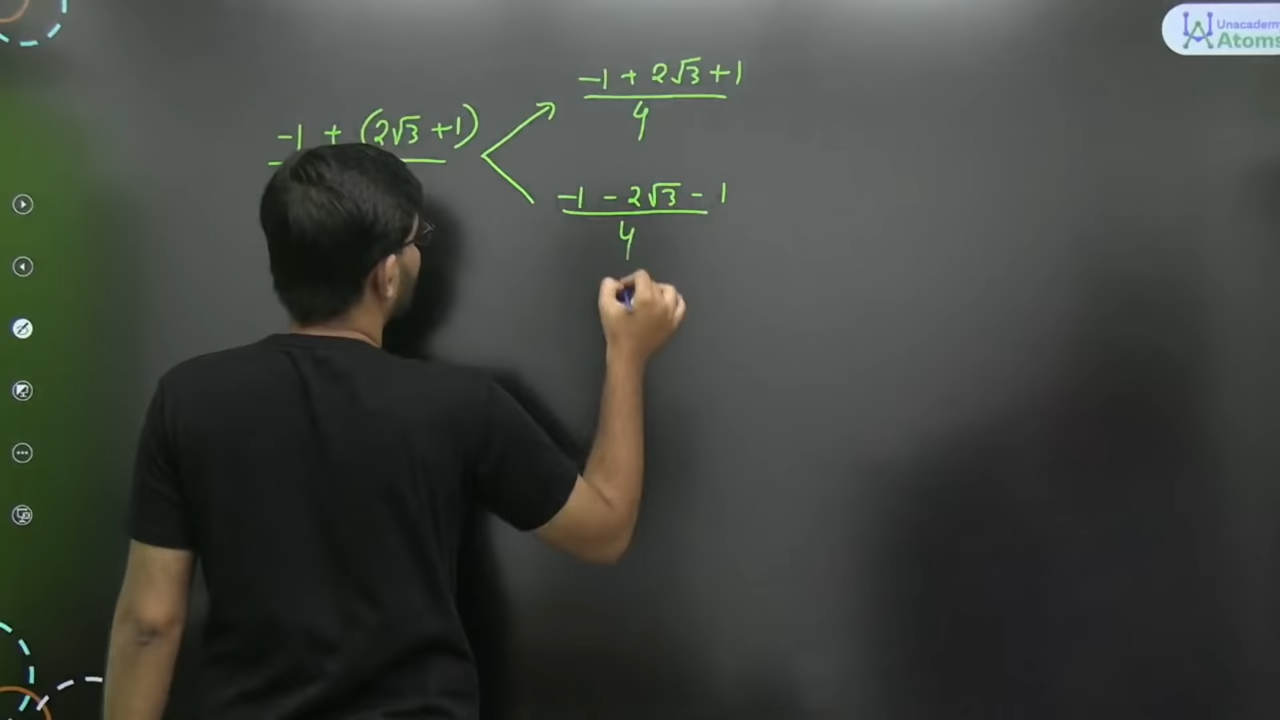 Unacademy
Atoms
-1 + 2√3 + 1
4
-1 + (2√3 + 1)
-1 - 2√3 - 1
4